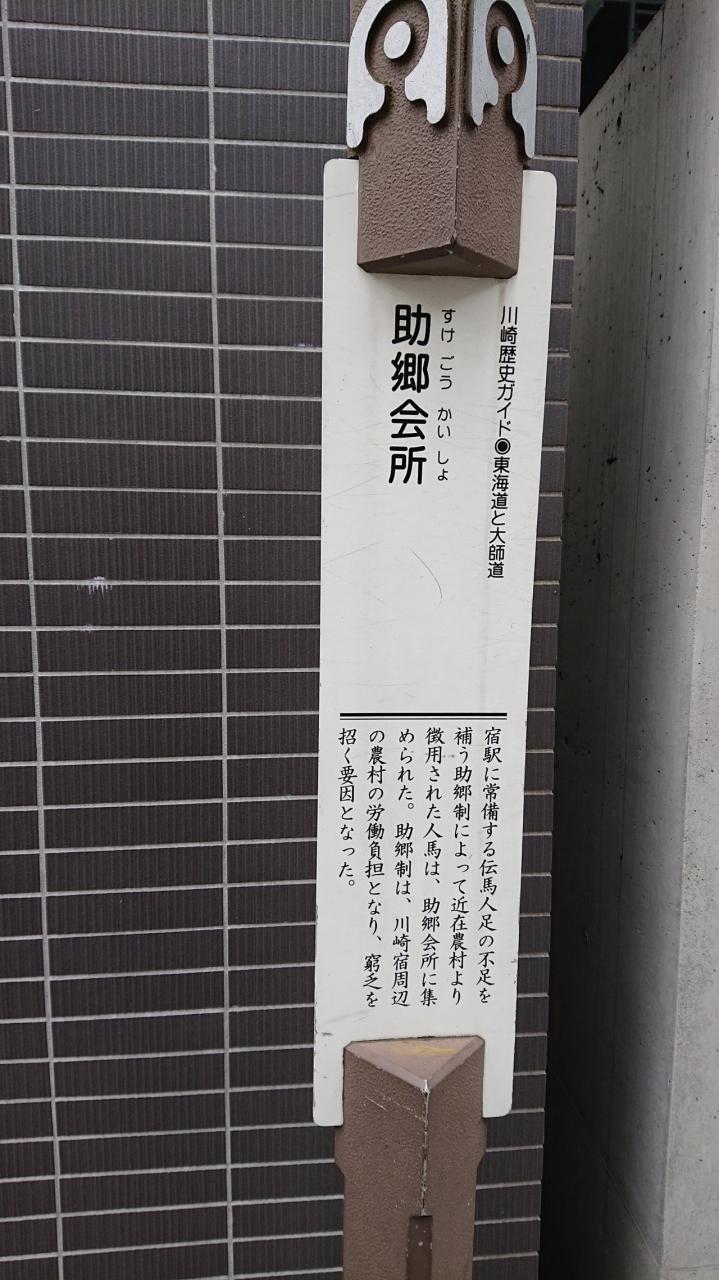 川崎歴史ガイド◉東海道と大師道
すけ ごう かい しょ
助郷会所
宿駅に常備する伝馬人足の不足を
補う助郷制によって近在農村より
徴用された人馬は、助郷会所に集
められた。助郷制は、川崎宿周辺
の農村の労働負担となり、窮乏を
招く要因となった。